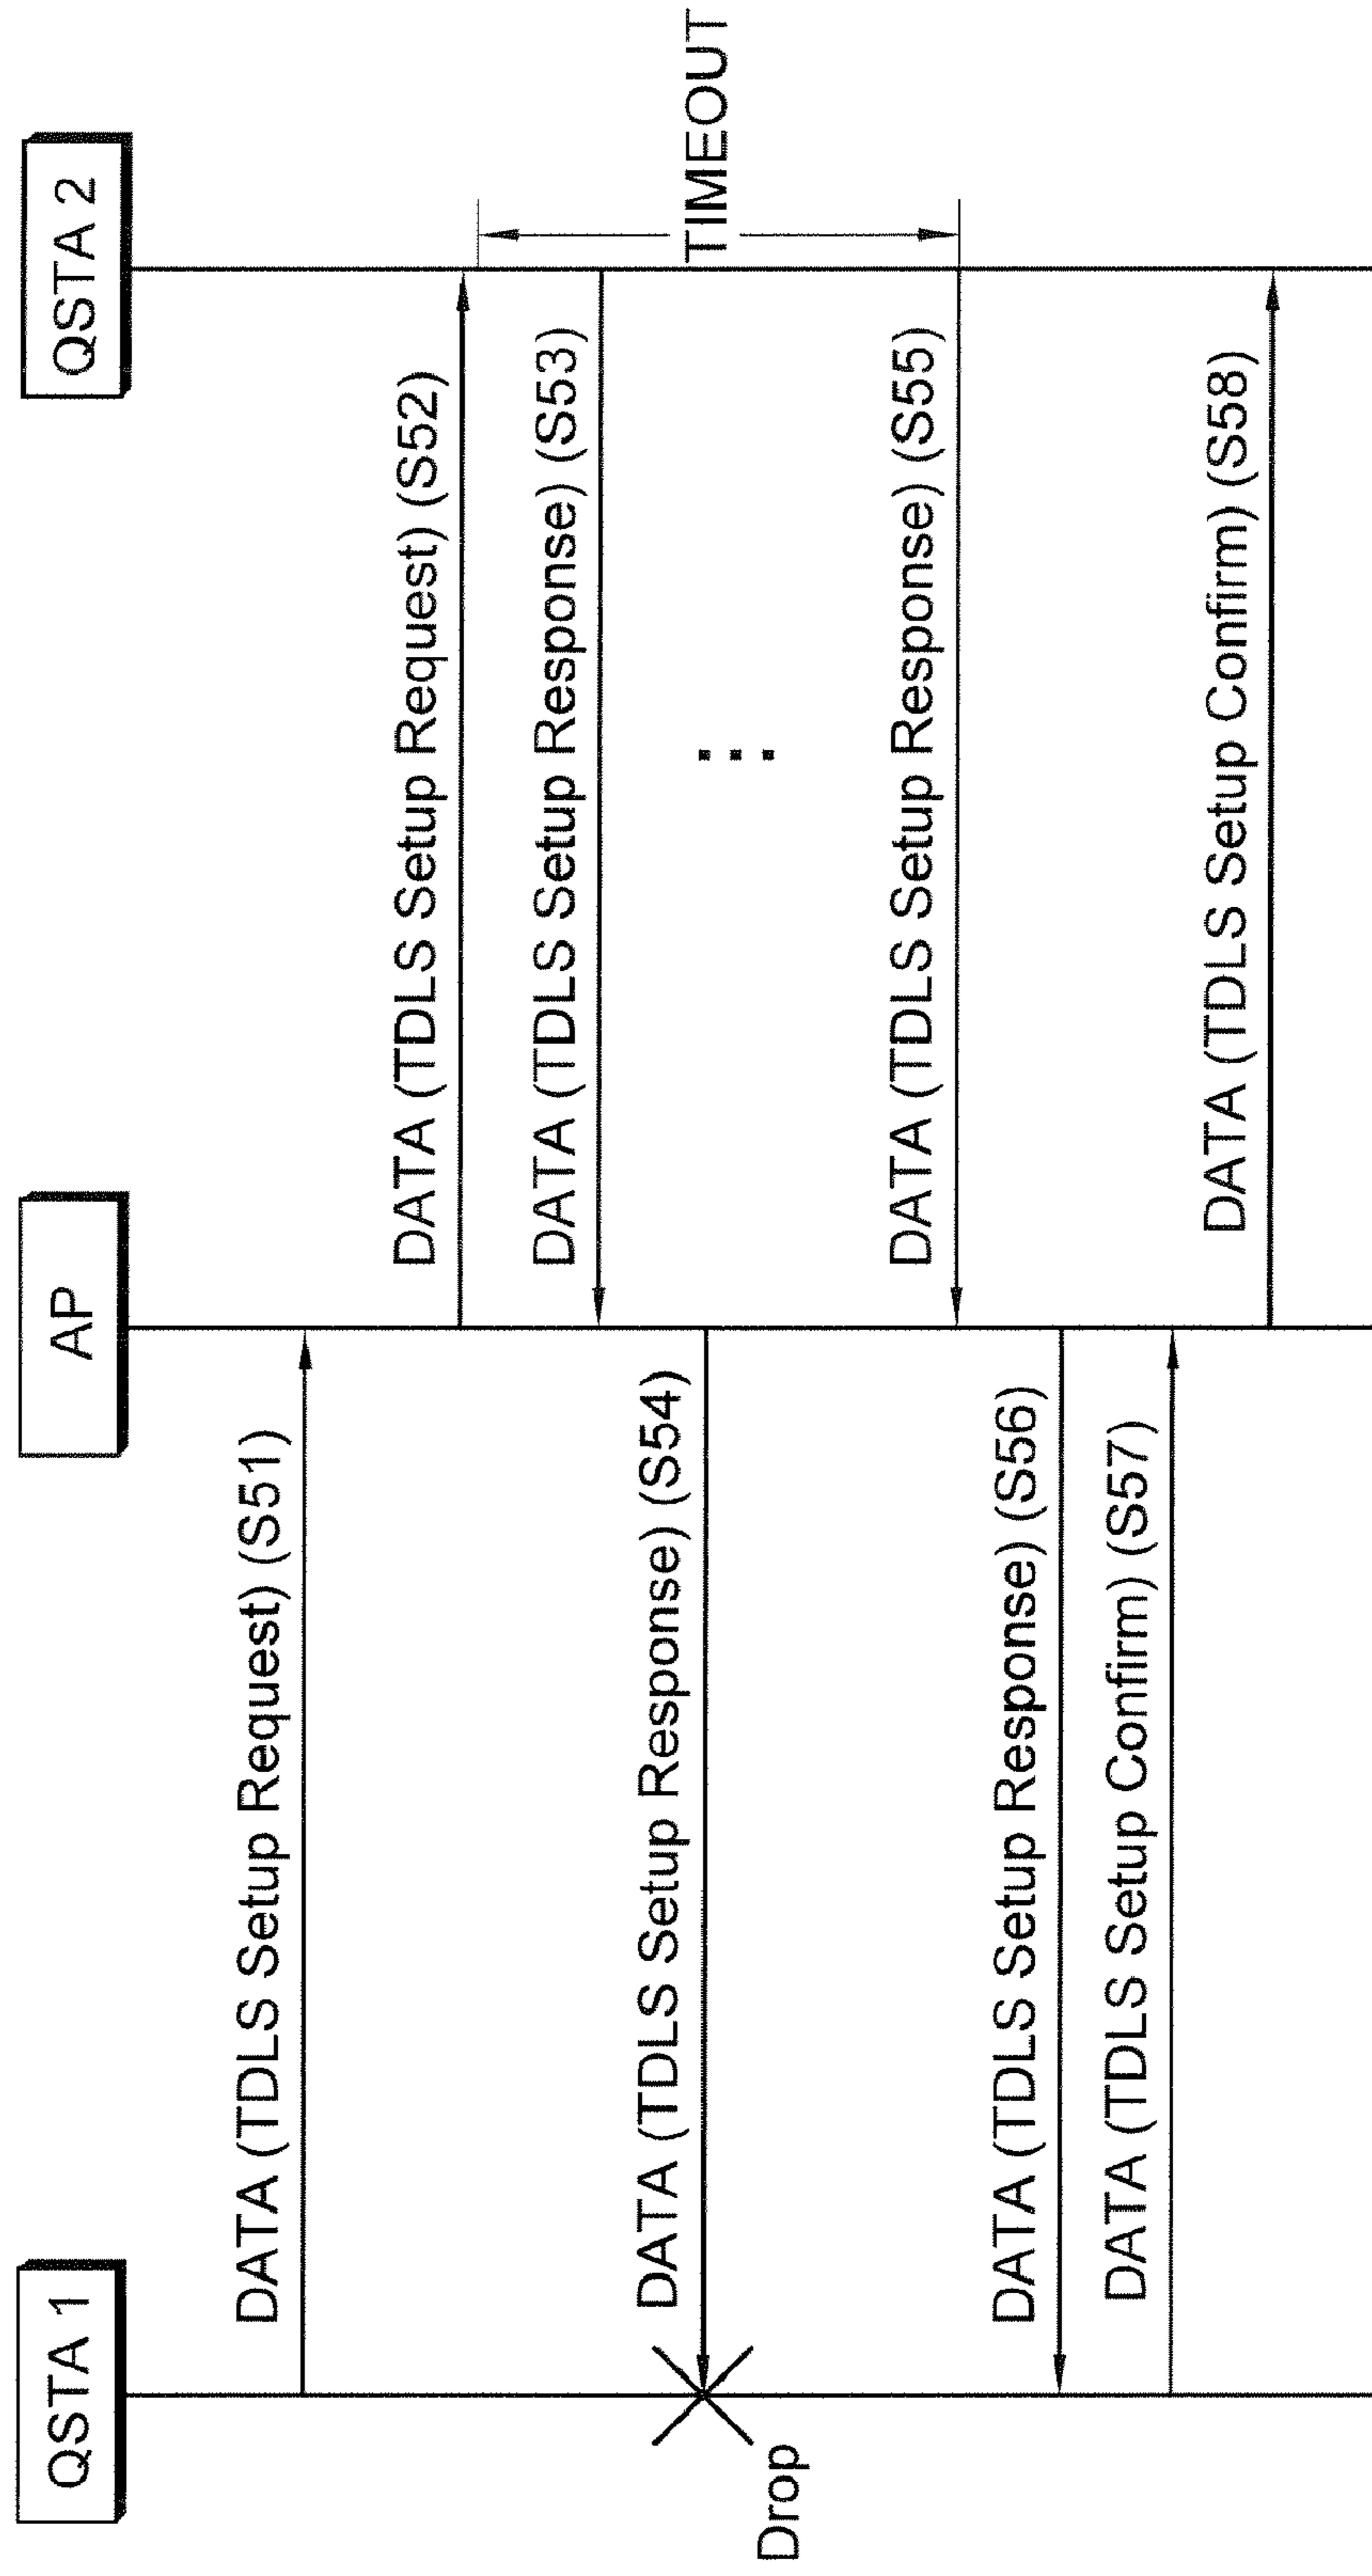 QSTA 1
AP
QSTA 2
DATA (TDLS Setup Request) (S51)
DATA (TDLS Setup Request) (S52)
DATA (TDLS Setup Response) (S53)
DATA (TDLS Setup Response) (S54)
Drop
TIMEOUT
DATA (TDLS Setup Response) (S55)
DATA (TDLS Setup Response) (S56)
DATA (TDLS Setup Confirm) (S57)
DATA (TDLS Setup Confirm) (S58)